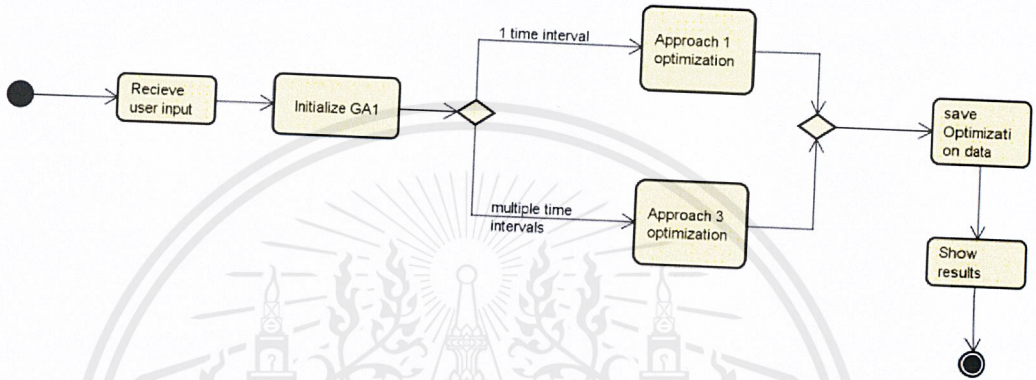 Recieve
user input
Initialize GA1
1 time interval
Approach 1
optimization
multiple time
intervals
Approach 3
optimization
save
Optimizati
on data
Show
results